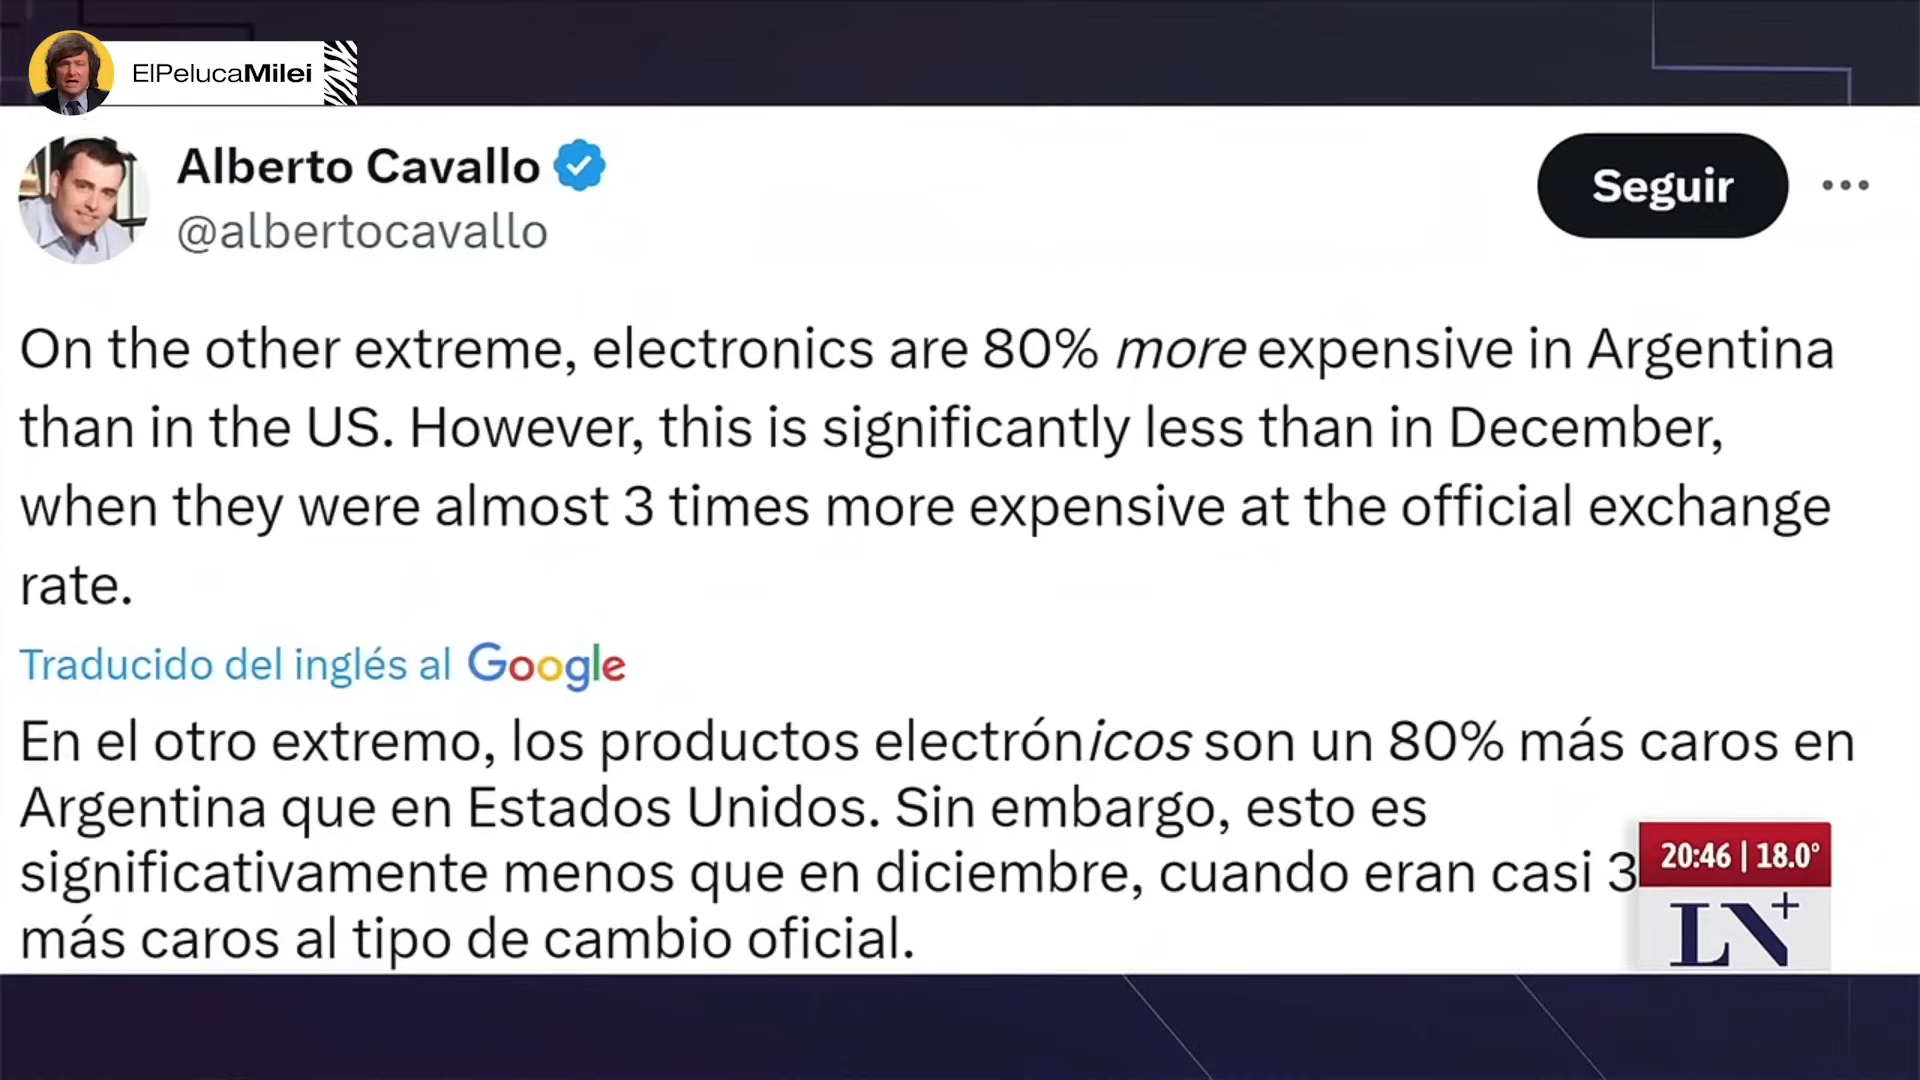 ElPelucaMilei
Alberto Cavallo
@albertocavallo
Seguir
On the other extreme, electronics are 80% more expensive in Argentina
than in the US. However, this is significantly less than in December,
when they were almost 3 times more expensive at the official exchange
rate.
Traducido del inglés al Google
En el otro extremo, los productos electrónicos son un 80% más caros en
Argentina que en Estados Unidos. Sin embargo, esto es
significativamente menos que en diciembre, cuando eran casi 3
más caros al tipo de cambio oficial.
20:46 | 18.0°
LN+